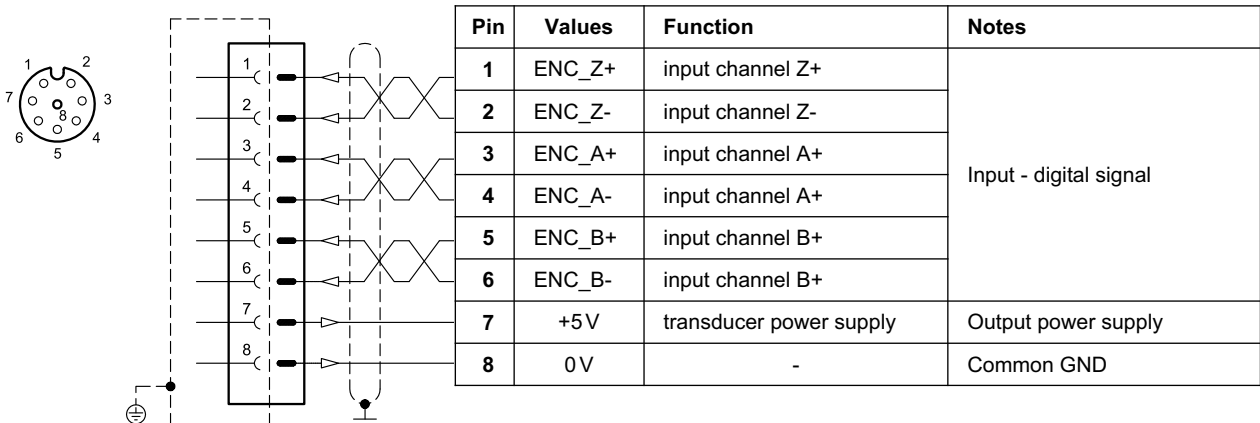 1 2
7 8 3
6 4
5
1
2
3
4
5
6
7
8
Pin Values Function Notes
1 ENC_Z+ input channel Z+
2 ENC_Z- input channel Z-
3 ENC_A+ input channel A+
Input - digital signal
4 ENC_A- input channel A+
5 ENC_B+ input channel B+
6 ENC_B- input channel B+
7 +5V transducer power supply Output power supply
8 0V - Common GND